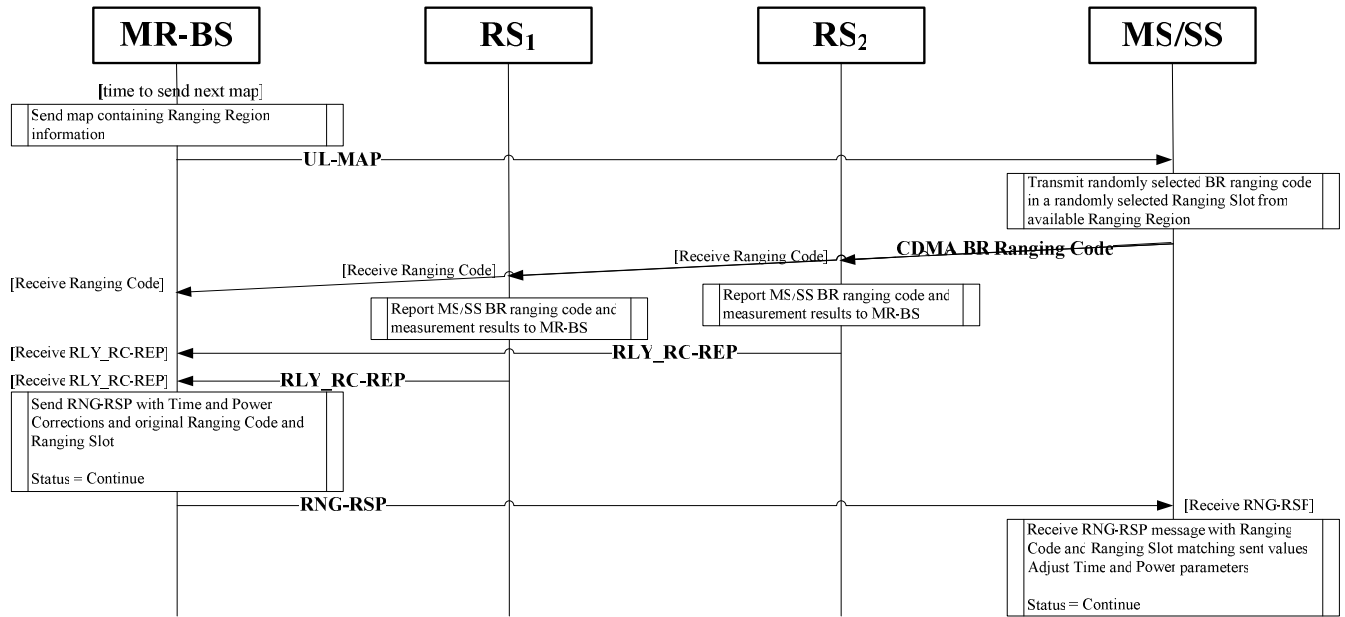 MR-BS
RS1
RS2
MS/SS
[time to send next map]
Send map containing Ranging Region
information
UL-MAP
Transmit randomly selected BR ranging code
in a randomly selected Ranging Slot from
available Ranging Region
CDMA BR Ranging Code
[Receive Ranging Code]
[Receive Ranging Code]
[Receive Ranging Code]
Report MS/SS BR ranging code and
measurement results to MR-BS
Report MS/SS BR ranging code and
measurement results to MR-BS
[Receive RLY_RC-REP]
RLY_RC-REP
[Receive RLY_RC-REP]
RLY_RC-REP
Send RNG-RSP with Time and Power
Corrections and original Ranging Code and
Ranging Slot
Status = Continue
RNG-RSP
[Receive RNG-RSP]
Receive RNG-RSP message with Ranging
Code and Ranging Slot matching sent values
Adjust Time and Power parameters
Status = Continue